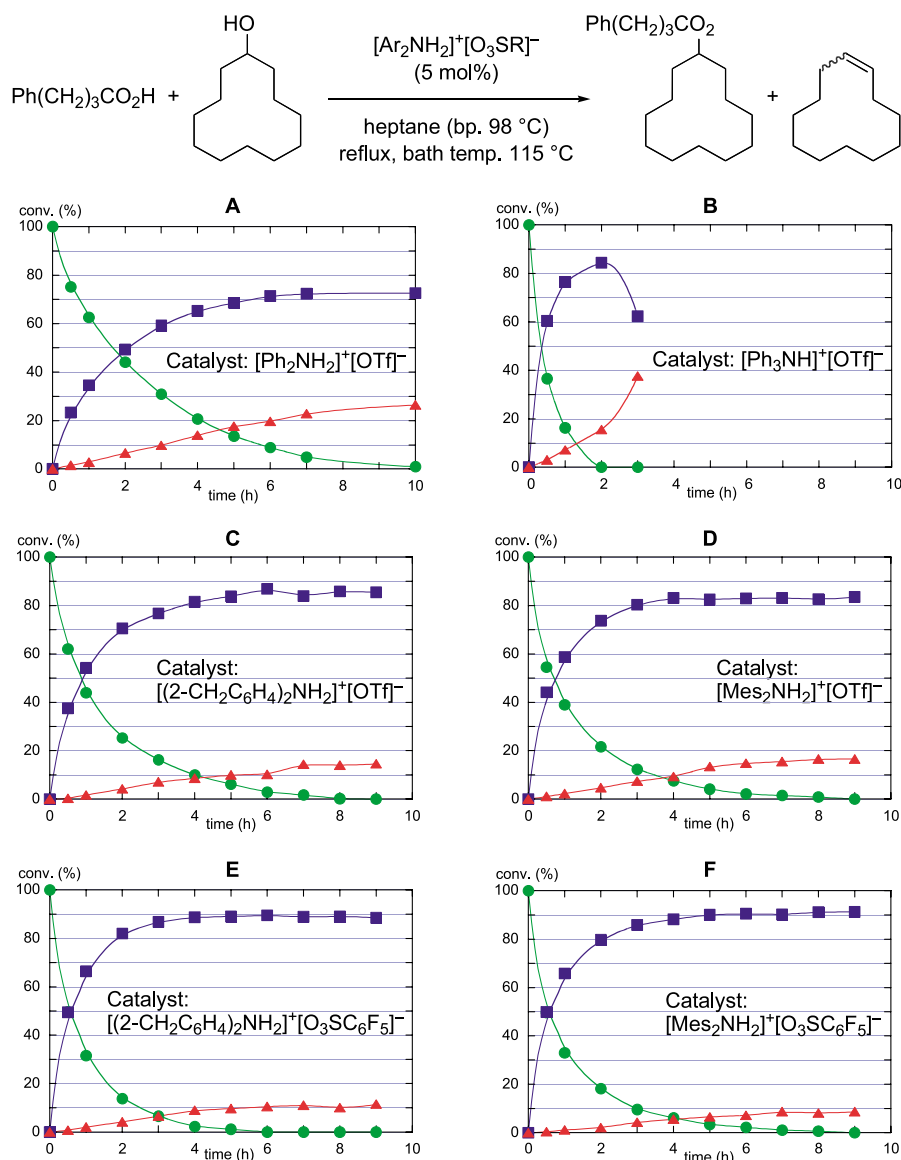 HO
Ph(CH₂)₃CO₂
[Ar₂NH₂]⁺[O₃SR]⁻
(5 mol%)
Ph(CH₂)₃CO₂H +
+
heptane (bp. 98 °C)
reflux, bath temp. 115 °C
A
conv. (%)
100
80
60
40
20
0
Catalyst: [Ph₂NH₂]⁺[OTf]⁻
0 2 4 6 8 10
time (h)
B
conv. (%)
100
80
60
40
20
0
Catalyst: [Ph₃NH]⁺[OTf]⁻
0 2 4 6 8 10
time (h)
C
conv. (%)
100
80
60
40
20
0
Catalyst:
[(2-CH₂C₆H₄)₂NH₂]⁺[OTf]⁻
0 2 4 6 8 10
time (h)
D
conv. (%)
100
80
60
40
20
0
Catalyst:
[Mes₂NH₂]⁺[OTf]⁻
0 2 4 6 8 10
time (h)
E
conv. (%)
100
80
60
40
20
0
Catalyst:
[(2-CH₂C₆H₄)₂NH₂]⁺[O₃SC₆F₅]⁻
0 2 4 6 8 10
time (h)
F
conv. (%)
100
80
60
40
20
0
Catalyst:
[Mes₂NH₂]⁺[O₃SC₆F₅]⁻
0 2 4 6 8 10
time (h)